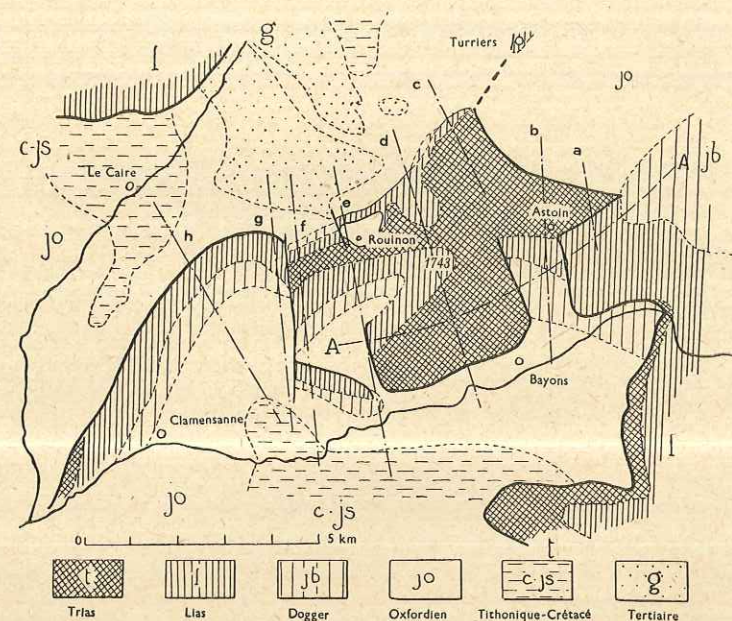 l
g
Turriers
c
jo
c-js
d
b
a
A
jb
Le Caire
e
Astoin
g
f
Rouinon
jo
h
1743
A
Bayons
Clamensanne
l
jo
c-js
t
0
5 km
t
l
jb
jo
c-js
g
Trias
Lias
Dogger
Oxfordien
Tithonique-Crétacé
Tertiaire